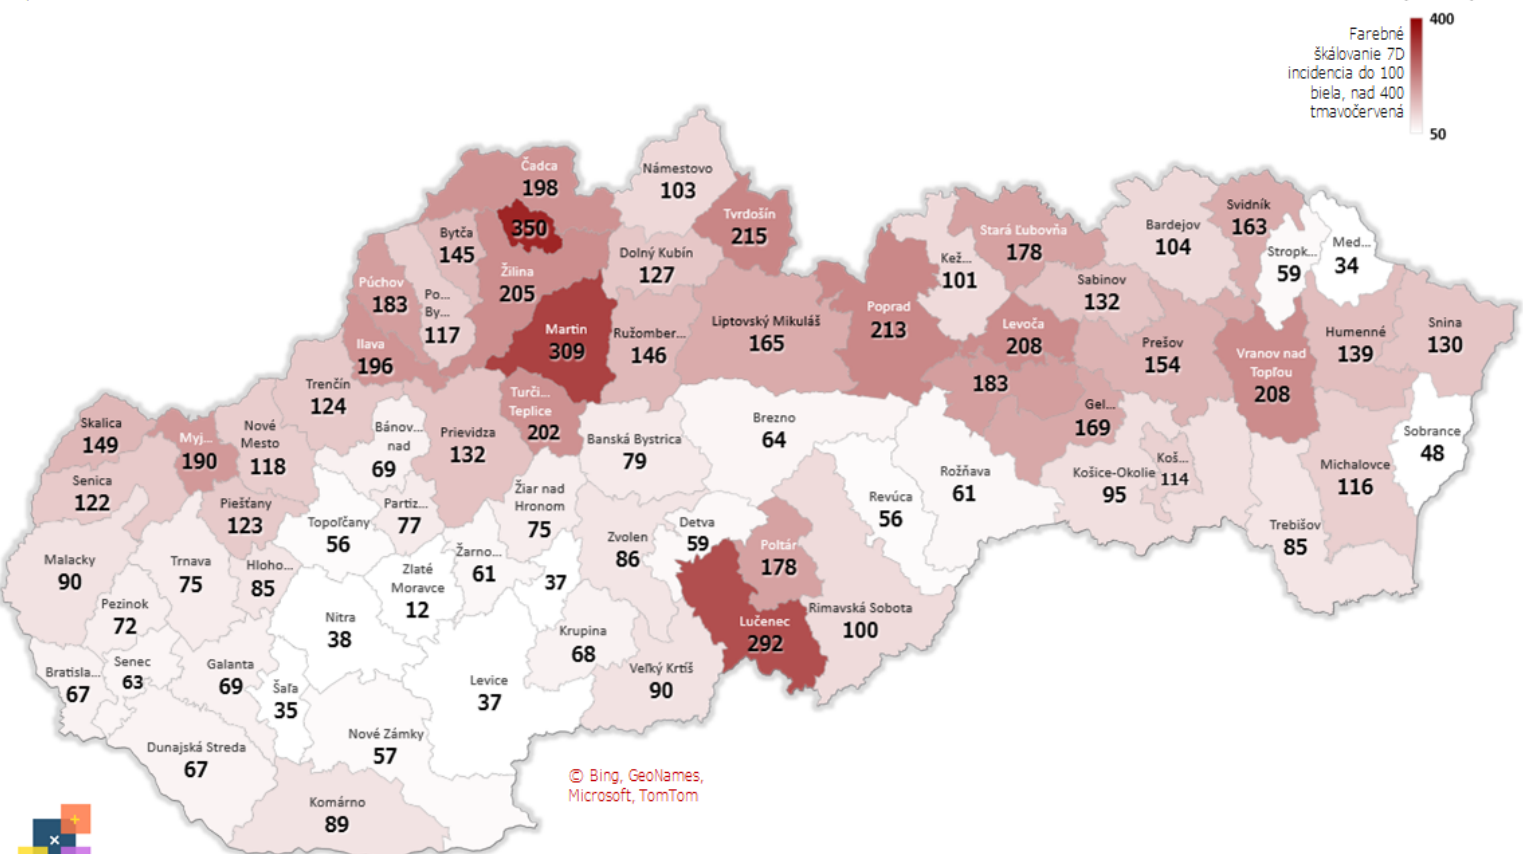 400
Farebné
škálovanie 7D
incidencia do 100
biela, nad 400
tmavočervená
50
Čadca
198
Námestovo
103
350
Tvrdošín
215
Bytča
145
Dolný Kubín
127
Žilina
205
Púchov
183
Po...
By...
117
Ilava
196
Martin
309
Ružomber...
146
Liptovský Mikuláš
165
Poprad
213
Kež...
101
Stará Ľubovňa
178
Bardejov
104
Svidník
163
Stropk...
59
Med...
34
Sabinov
132
Levoča
208
Prešov
154
Vranov nad
Topľou
208
Humenné
139
Snina
130
183
Gel...
169
Trenčín
124
Turči...
Teplice
202
Skalica
149
Myj...
190
Nové
Mesto
118
Bánov...
nad
69
Prievidza
132
Banská Bystrica
79
Brezno
64
Rožňava
61
Košice-Okolie
95
Koš...
114
Michalovce
116
Sobrance
48
Senica
122
Piešťany
123
Topoľčany
56
Partiz...
77
Žiar nad
Hronom
75
Zvolen
86
Detva
59
Poltár
178
Revúca
56
Trebišov
85
Malacky
90
Trnava
75
Hloho...
85
Zlaté
Moravce
12
Žarno...
61
37
Pezinok
72
Nitra
38
Krupina
68
Lučenec
292
Rimavská Sobota
100
Bratisla...
67
Senec
63
Galanta
69
Šaľa
35
Levice
37
Veľký Krtíš
90
Dunajská Streda
67
Nové Zámky
57
Komárno
89
© Bing, GeoNames,
Microsoft, TomTom